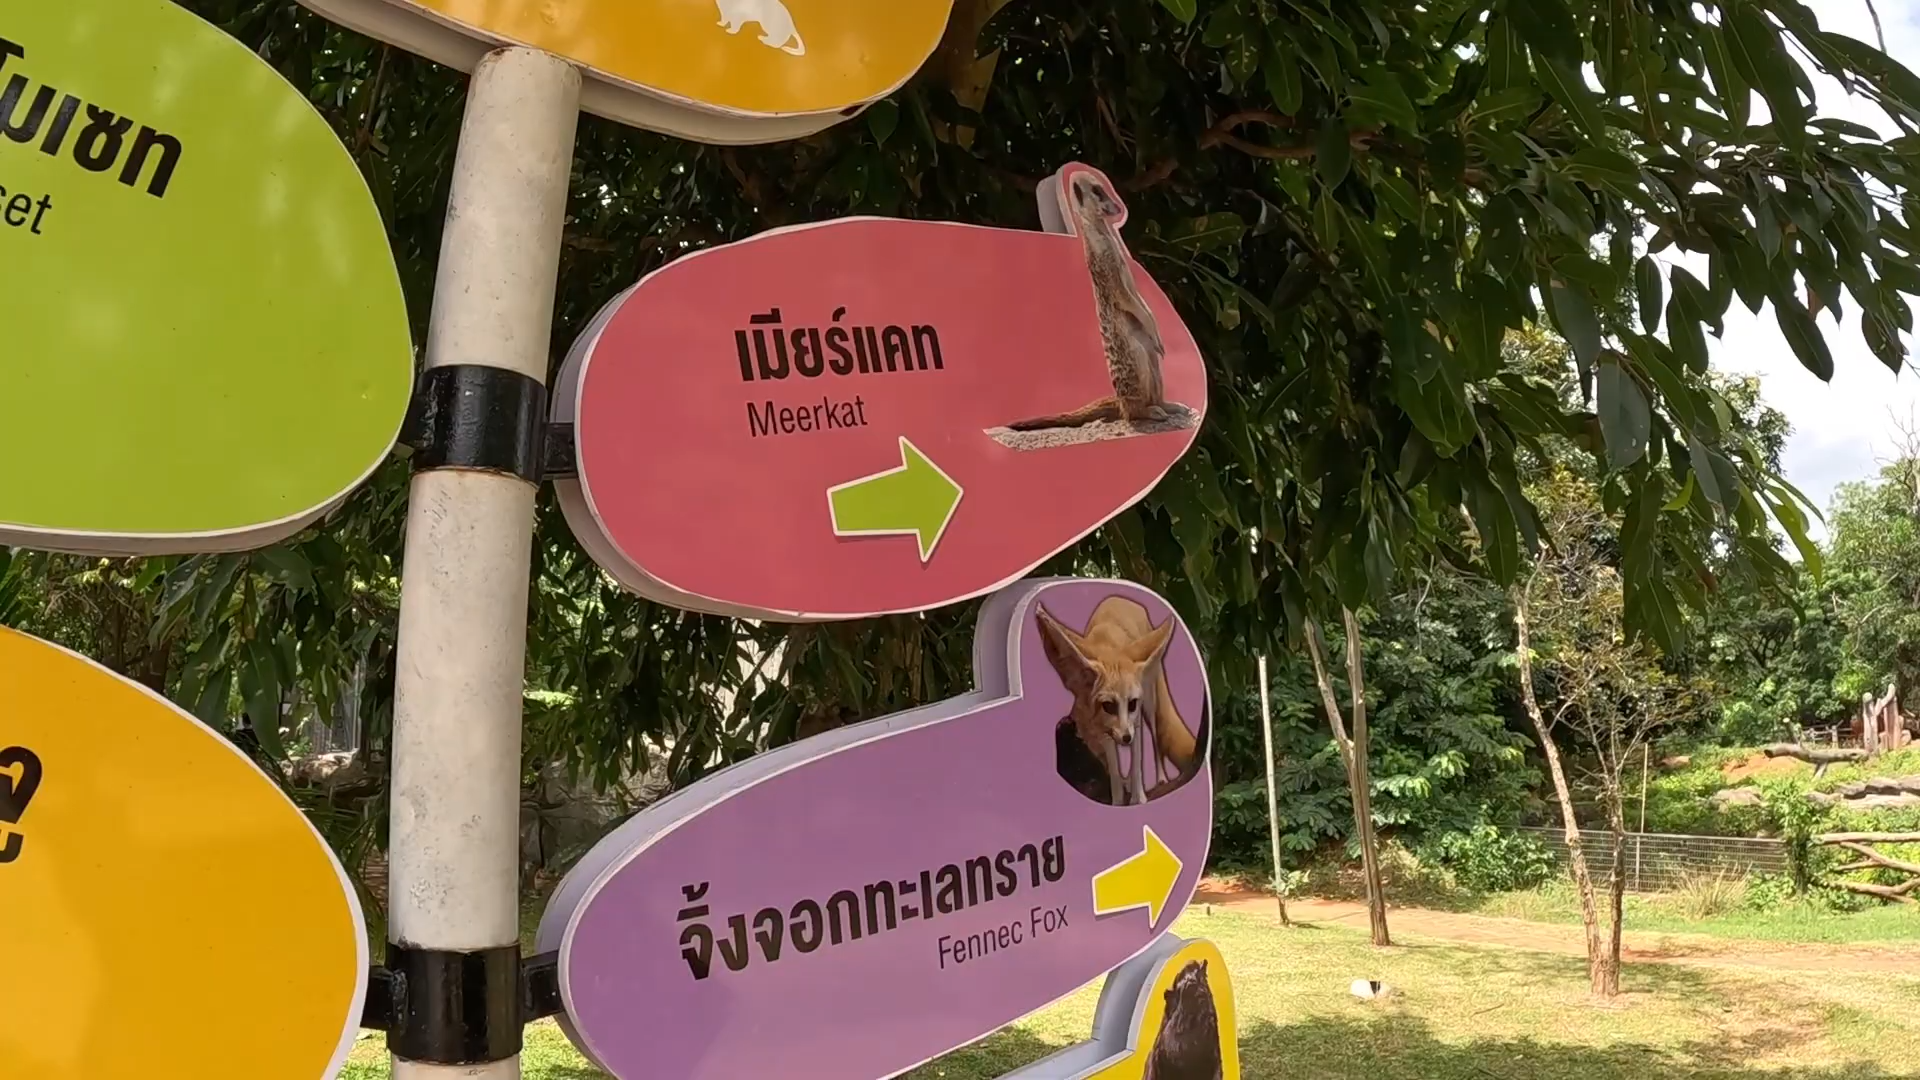 โมเซท
set
เมียร์แคท
Meerkat
จิ้งจอกทะเลทราย
Fennec Fox